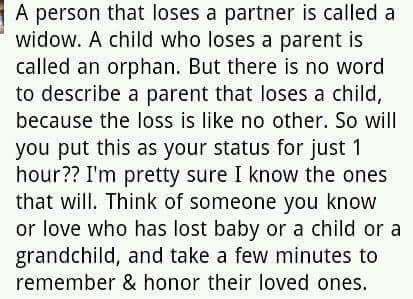 A person that loses a partner is called a
widow. A child who loses a parent is
called an orphan. But there is no word
to describe a parent that loses a child,
because the loss is like no other. So will
you put this as your status for just 1
hour?? I'm pretty sure I know the ones
that will. Think of someone you know
or love who has lost baby or a child or a
grandchild, and take a few minutes to
remember & honor their loved ones.